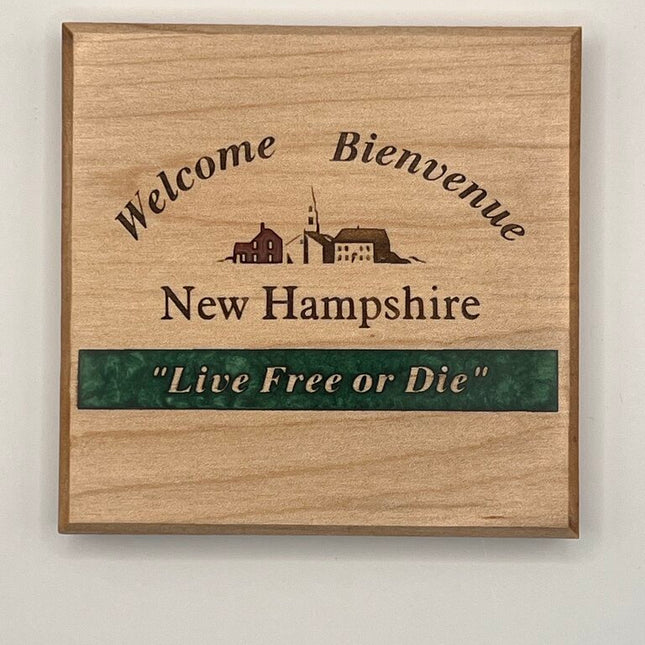 Welcome Bienvenue
New Hampshire
"Live Free or Die"